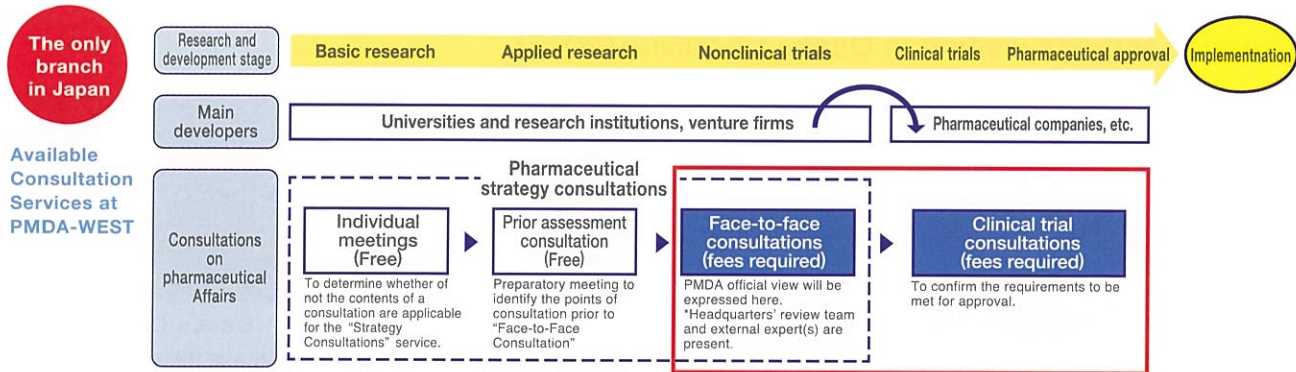 The only
branch
in Japan
Available
Consultation
Services at
PMDA-WEST
Research and
development stage
Basic research
Applied research
Nonclinical trials
Clinical trials
Pharmaceutical approval
Implementnation
Main
developers
Universities and research institutions, venture firms
Pharmaceutical companies, etc.
Consultations
on
pharmaceutical
Affairs
Pharmaceutical
strategy consultations
Individual
meetings
(Free)
To determine whether of
not the contents of a
consultation are applicable
for the “Strategy
Consultations” service.
Prior assessment
consultation
(Free)
Preparatory meeting to
identify the points of
consultation prior to
“Face-to-Face
Consultation”
Face-to-face
consultations
(fees required)
PMDA official view will be
expressed here.
*Headquarters’ review team
and external expert(s) are
present.
Clinical trial
consultations
(fees required)
To confirm the requirements to be
met for approval.